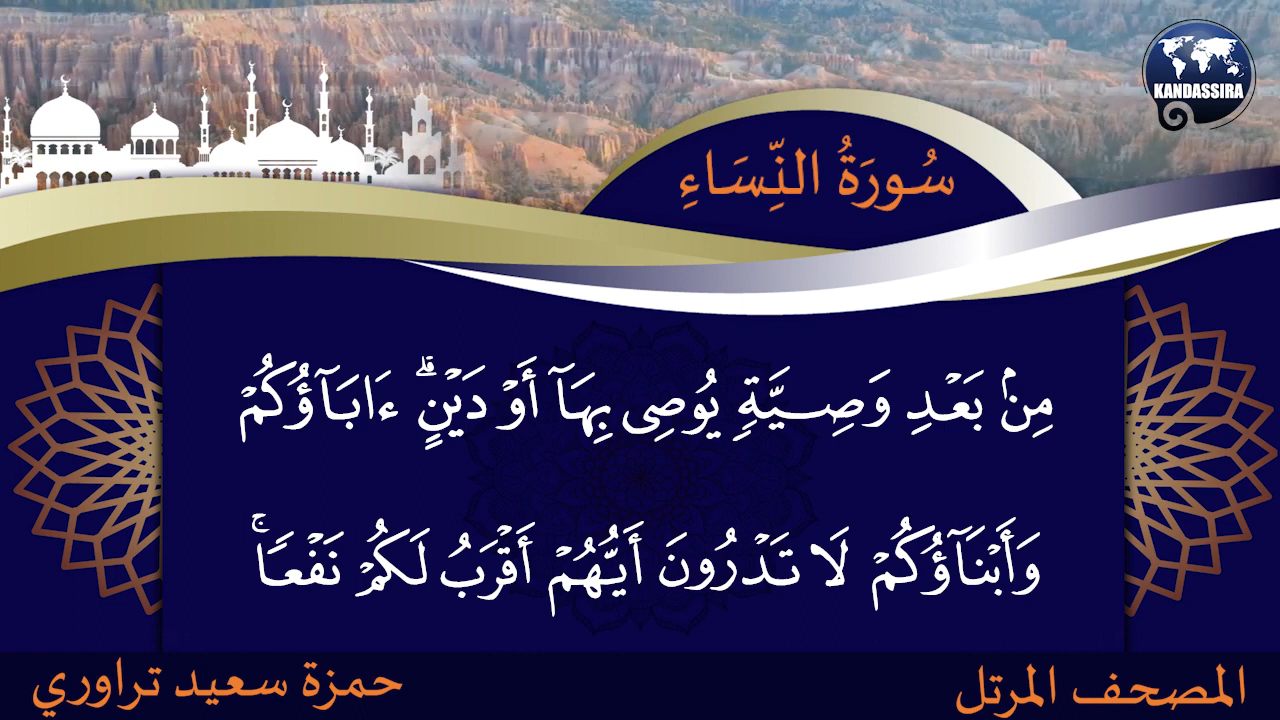 KANDASSIRA
سُورَةُ النِّسَاءِ
مِنۢ بَعْدِ وَصِيَّةٍۢ يُوصِى بِهَآ أَوْ دَيْنٍۗ ءَابَآؤُكُمْ
وَأَبْنَآؤُكُمْ لَا تَدْرُونَ أَيُّهُمْ أَقْرَبُ لَكُمْ نَفْعًاۚ
المصحف المرتل
حمزة سعيد تراوري